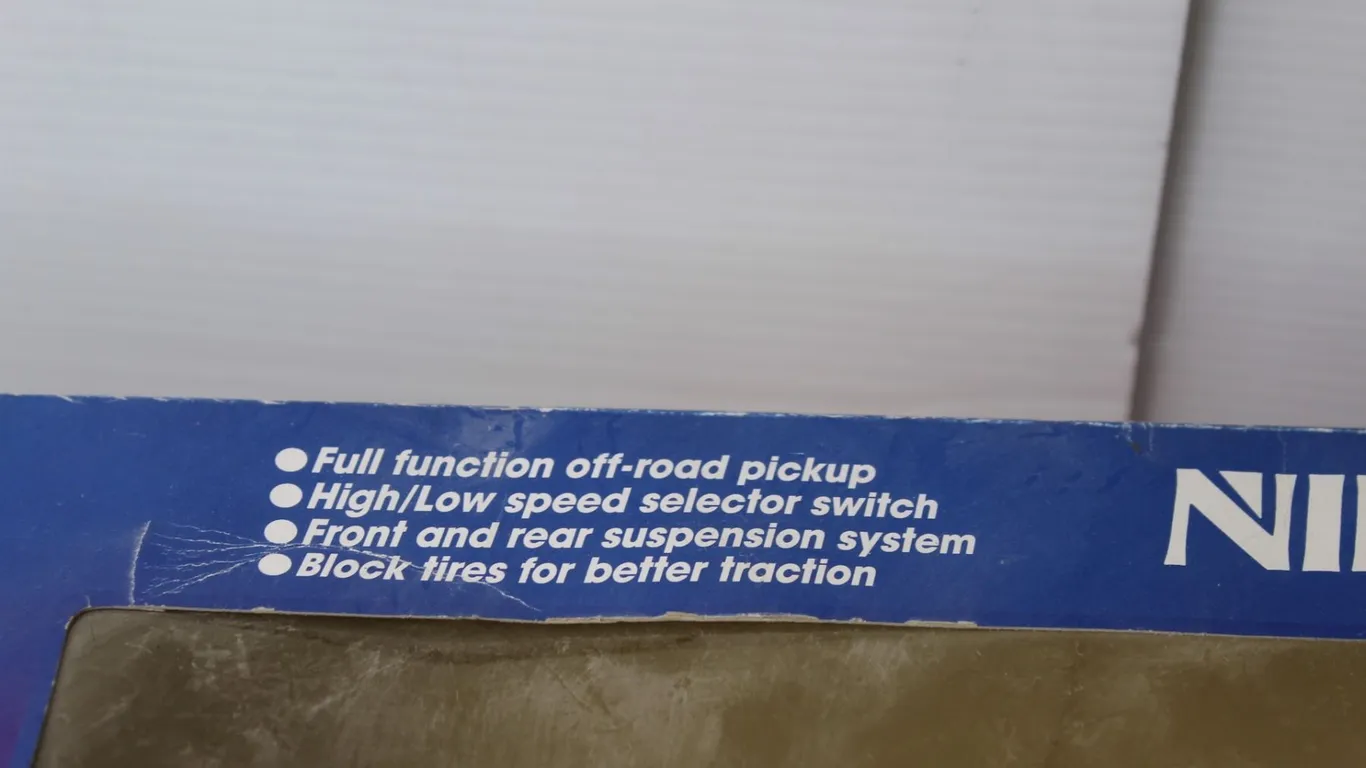 ● Full function off-road pickup
● High/Low speed selector switch
● Front and rear suspension system
● Block tires for better traction